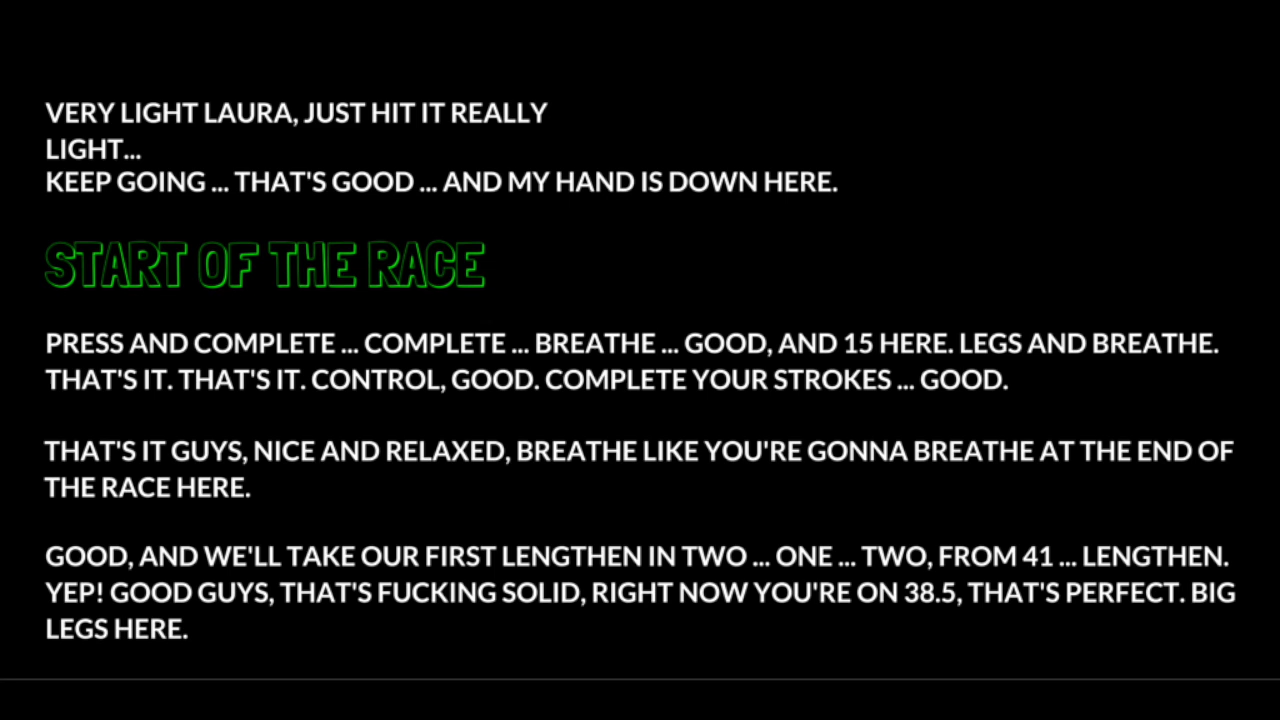 VERY LIGHT LAURA, JUST HIT IT REALLY
LIGHT...
KEEP GOING ... THAT'S GOOD ... AND MY HAND IS DOWN HERE.
START OF THE RACE
PRESS AND COMPLETE ... COMPLETE ... BREATHE ... GOOD, AND 15 HERE. LEGS AND BREATHE.
THAT'S IT. THAT'S IT. CONTROL, GOOD. COMPLETE YOUR STROKES ... GOOD.
THAT'S IT GUYS, NICE AND RELAXED, BREATHE LIKE YOU'RE GONNA BREATHE AT THE END OF
THE RACE HERE.
GOOD, AND WE'LL TAKE OUR FIRST LENGTHEN IN TWO ... ONE ... TWO, FROM 41 ... LENGTHEN.
YEP! GOOD GUYS, THAT'S FUCKING SOLID, RIGHT NOW YOU'RE ON 38.5, THAT'S PERFECT. BIG
LEGS HERE.